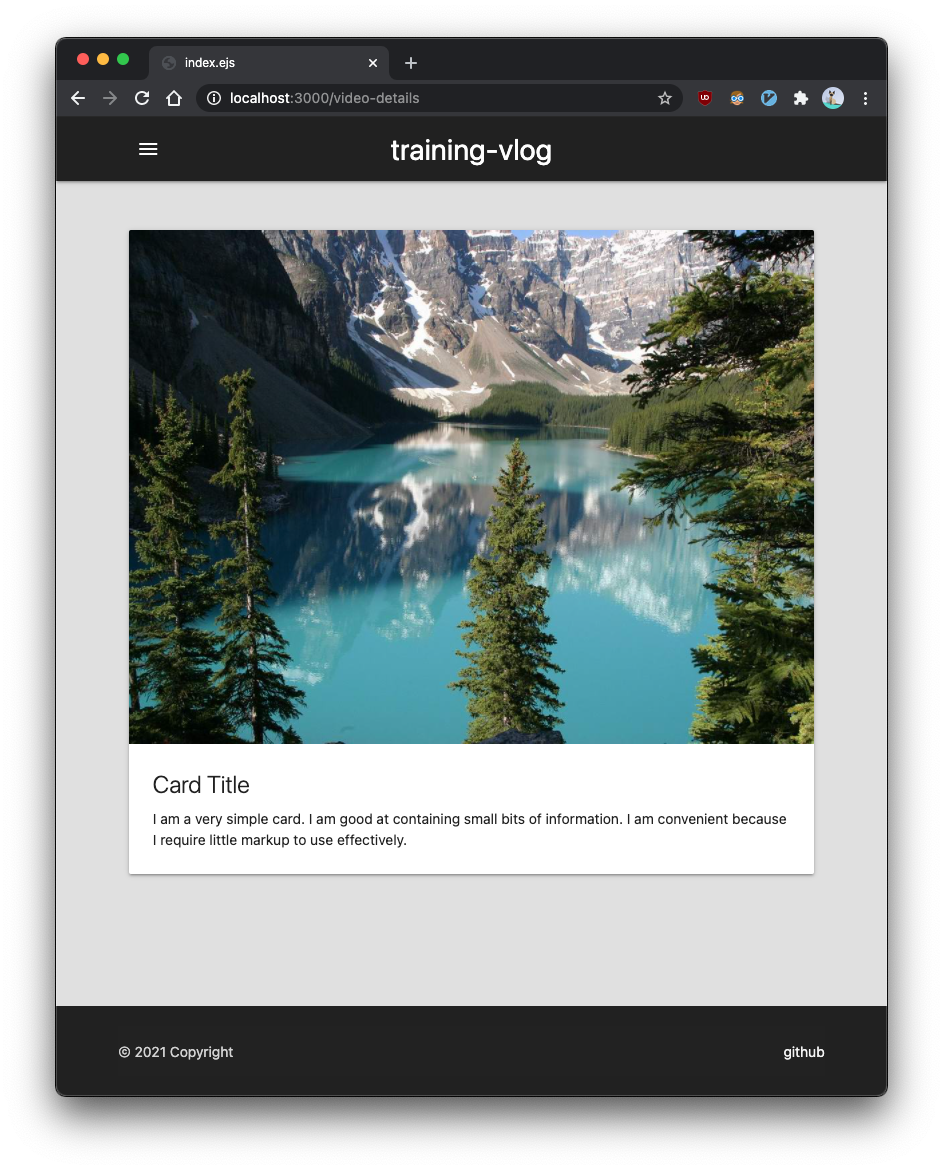 index.ejs
localhost:3000/video-details
training-vlog
Card Title
I am a very simple card. I am good at containing small bits of information. I am convenient because
I require little markup to use effectively.
© 2021 Copyright
github